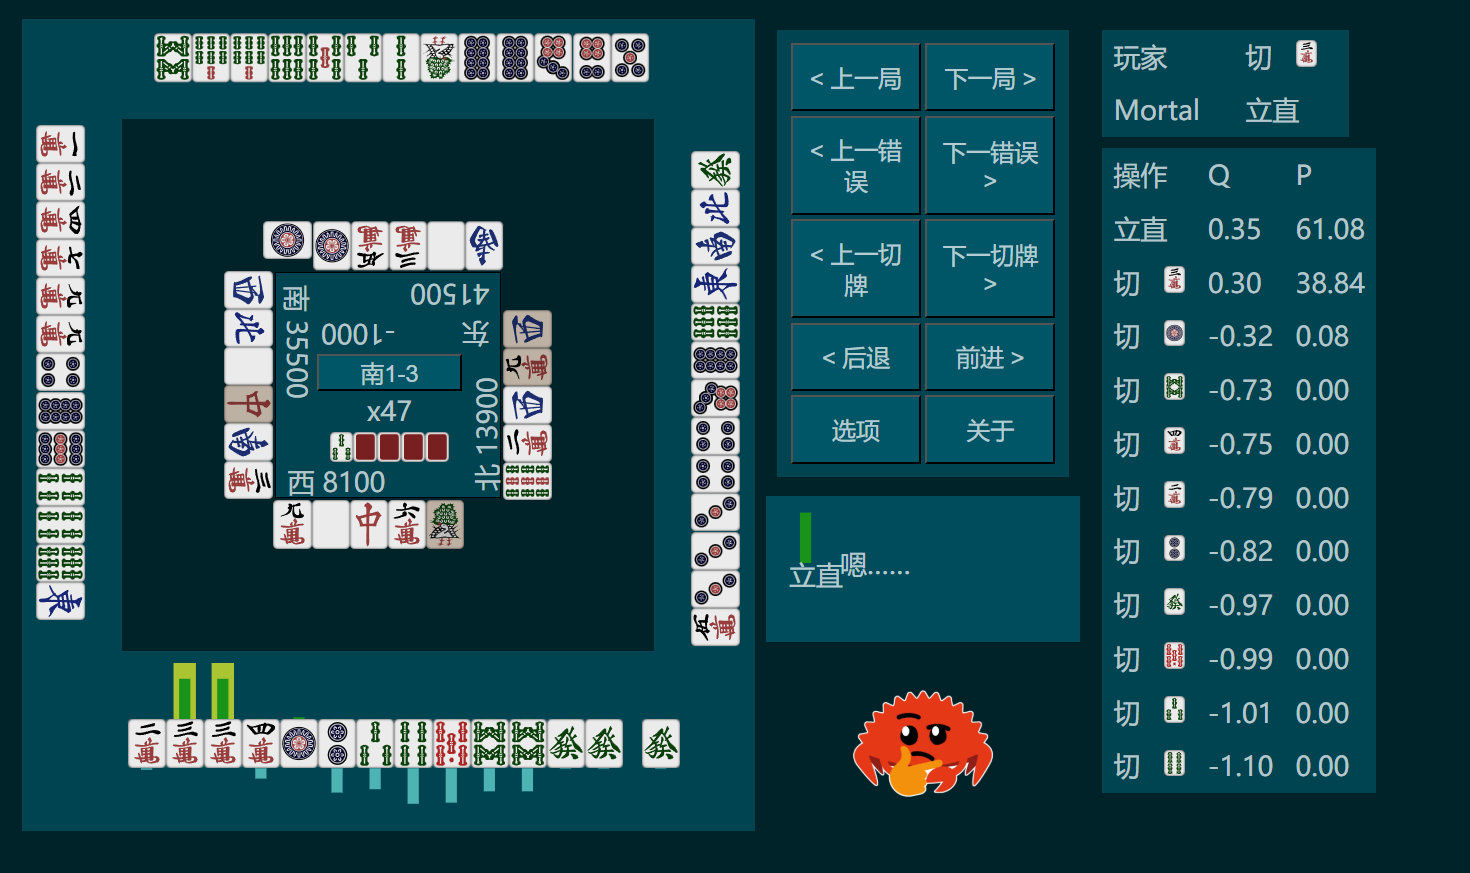 < 上一局
下一局 >
< 上一错误
下一错误 >
< 上一切牌
下一切牌 >
< 后退
前进 >
选项
关于
玩家 切
Mortal 立直
操作 Q P
立直 0.35 61.08
切 0.30 38.84
切 -0.32 0.08
切 -0.73 0.00
切 -0.75 0.00
切 -0.79 0.00
切 -0.82 0.00
切 -0.97 0.00
切 -0.99 0.00
切 -1.01 0.00
切 -1.10 0.00
东 41500
-1000
南 35500
南1-3
x47
北 13900
西 8100
立直
嗯......